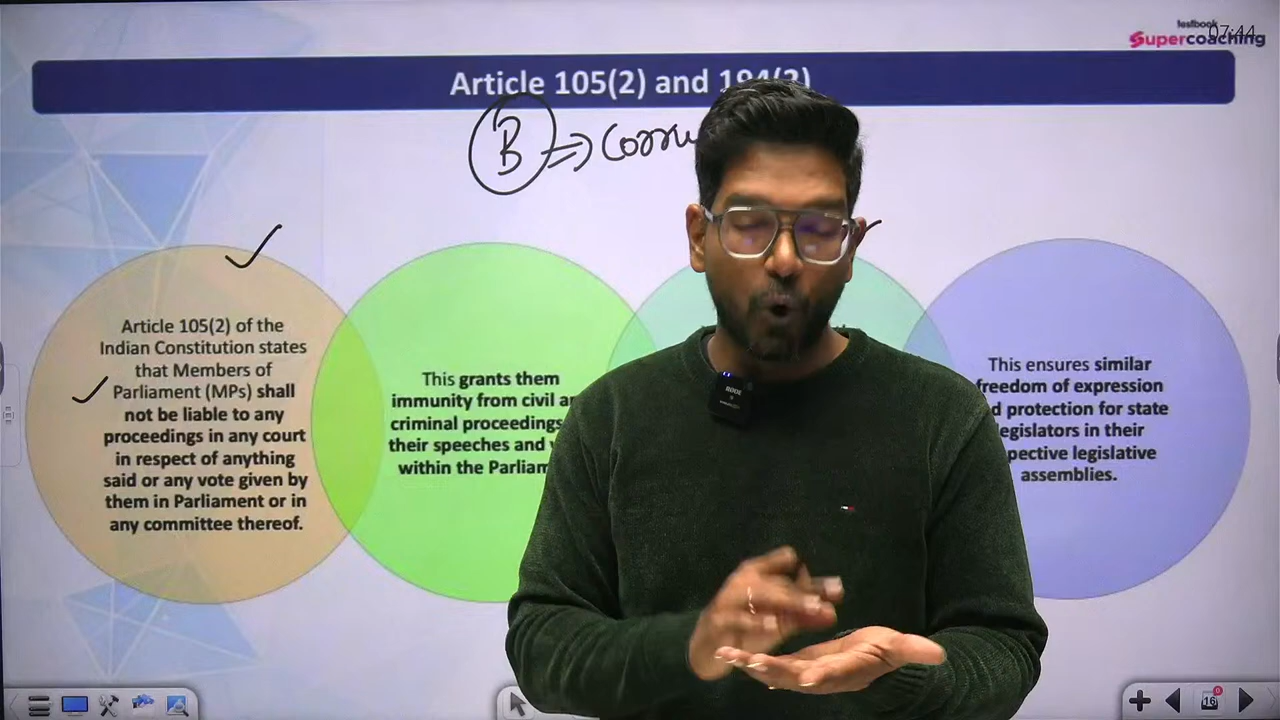 testbook
Supercoaching
07:44
Article 105(2) and 194(2)
B
Article 105(2) of the
Indian Constitution states
that Members of
Parliament (MPs) shall
not be liable to any
proceedings in any court
in respect of anything
said or any vote given by
them in Parliament or in
any committee thereof.
This grants them
immunity from civil
criminal proceedings
their speeches and
within the
This ensures similar
freedom of expression
protection for state
legislators in their
legislative
assemblies.
RODE
16